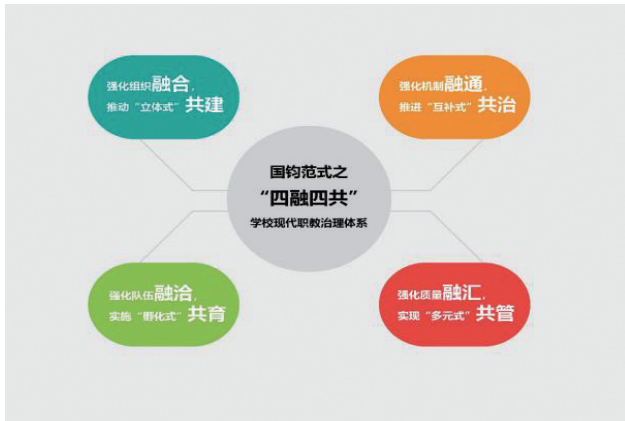 强化组织融合，
推动“立体式”共建
强化机制融通，
推进“互补式”共治
国钧范式之
“四融四共”
学校现代职教治理体系
强化队伍融洽，
实施“孵化式”共育
强化质量融汇，
实现“多元式”共管